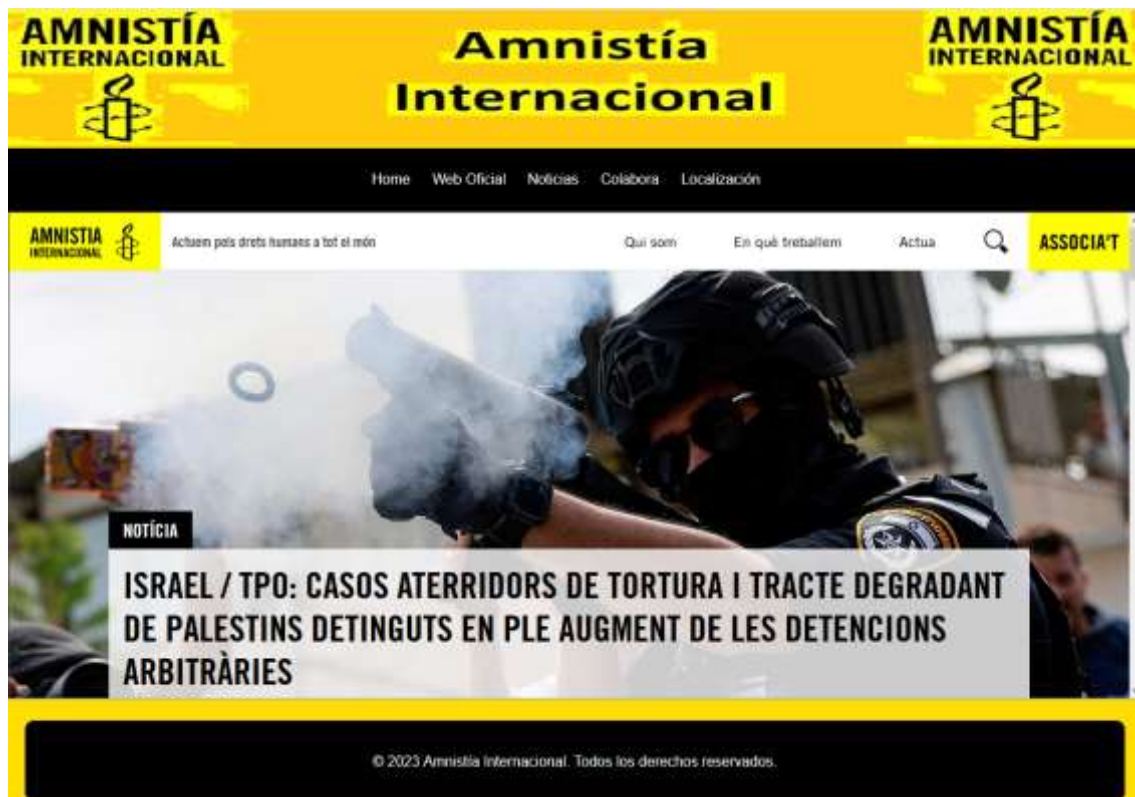 AMNISTÍA
INTERNACIONAL
Amnistía
Internacional
AMNISTÍA
INTERNACIONAL
Home Web Oficial Noticias Colabora Localización
AMNISTIA
INTERNACIONAL
Actuem pels drets humans a tot el món
Qui som En què treballem Actua
ASSOCIA'T
NOTÍCIA
ISRAEL / TPO: CASOS ATERRIDORS DE TORTURA I TRACTE DEGRADANT
DE PALESTINS DETINGUTS EN PLE AUGMENT DE LES DETENCIONS
ARBITRÀRIES
© 2023 Amnistía Internacional. Todos los derechos reservados.